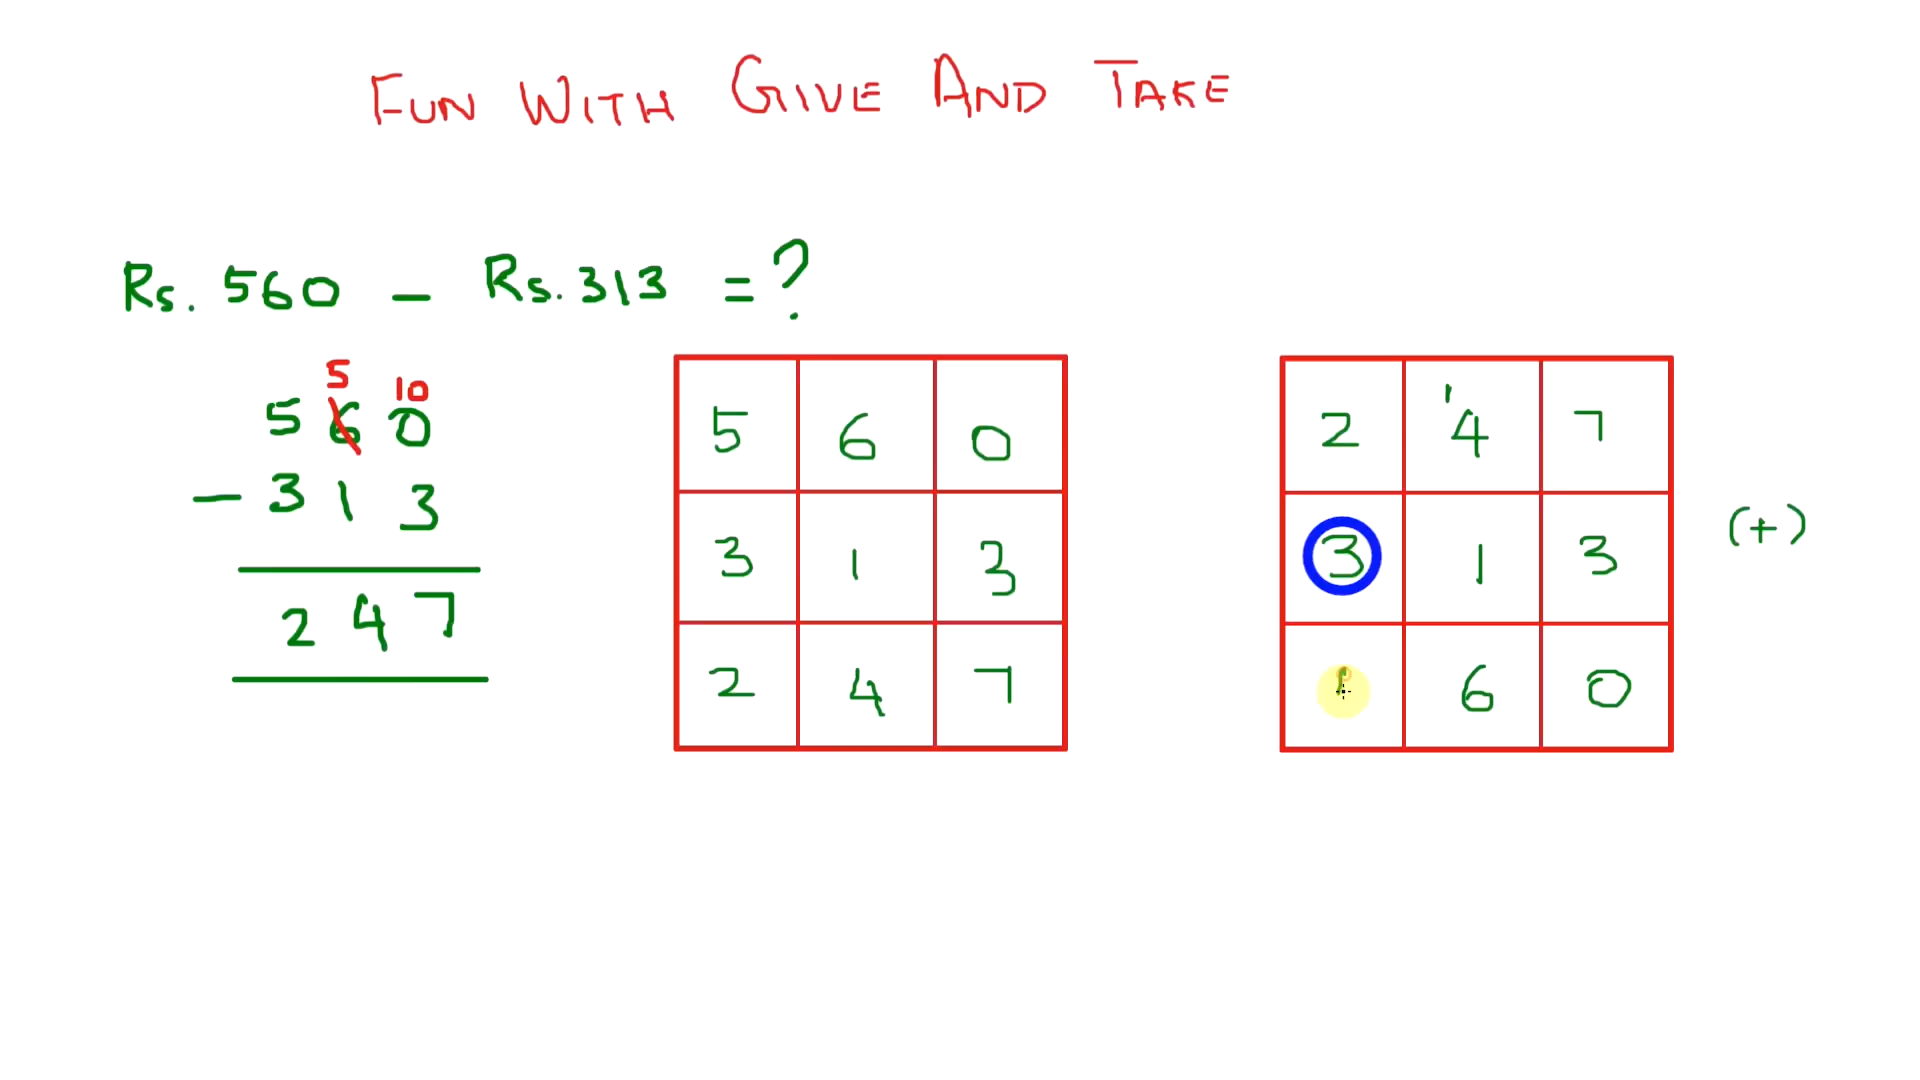 FUN WITH GIVE AND TAKE
Rs. 560 - Rs. 313 = ?
5 10
5 6 0
- 3 1 3
2 4 7
5 6 0
3 1 3
2 4 7
1
2 4 7
3 1 3
(+)
6 0